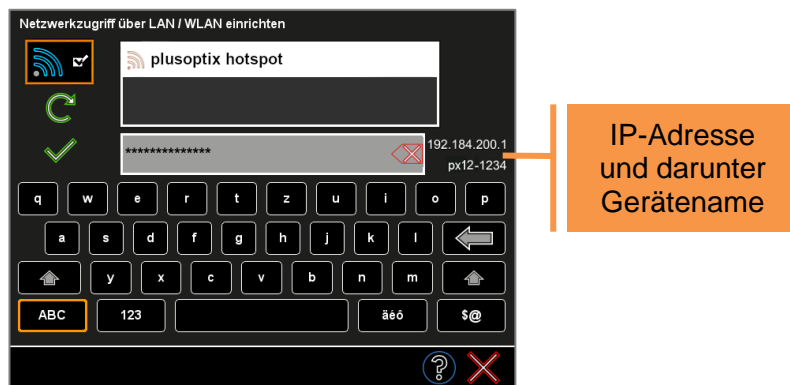 Netzwerkzugriff über LAN / WLAN einrichten
plusoptix hotspot
**************
192.184.200.1
px12-1234
IP-Adresse
und darunter
Gerätename
q w e r t z u i o p
a s d f g h j k l
y x c v b n m
ABC 123 äéó $@
?